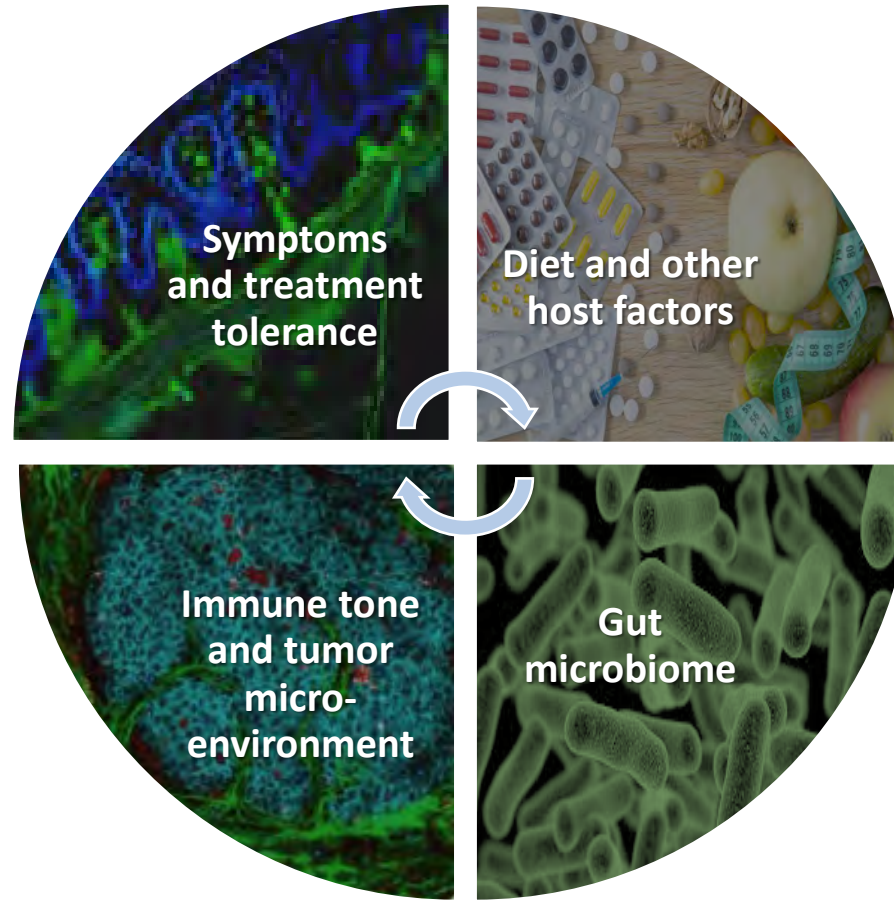 Symptoms
and treatment
tolerance
Diet and other
host factors
Immune tone
and tumor
micro-
environment
Gut
microbiome